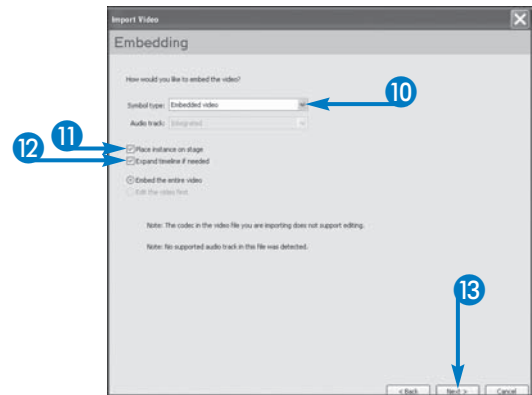 Import Video
Embedding
How would you like to embed the video?
Symbol type: Embedded video
10
Audio track: Integrated
11
Place instance on stage
12
Expand timeline if needed
Embed the entire video
Edit the video first
Note: The codec in the video file you are importing does not support editing.
Note: No supported audio track in this file was detected.
13
< Back Next > Cancel